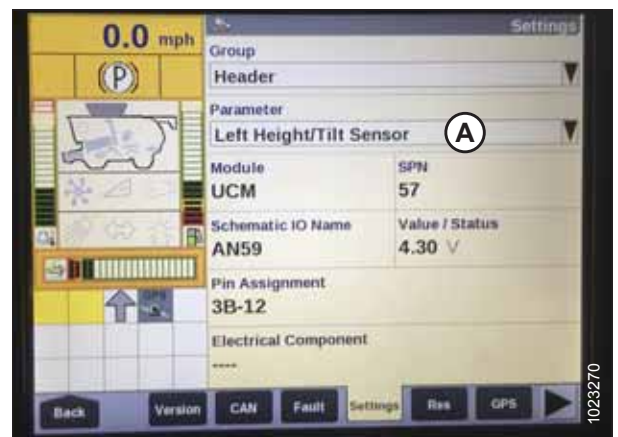 0.0 mph
(P)
Settings
Group
Header
Parameter
Left Height/Tilt Sensor
A
Module
SPN
UCM
57
Schematic IO Name
Value / Status
AN59
4.30 V
Pin Assignment
3B-12
Electrical Component
----
Back
Version
CAN
Fault
Settings
Res
GPS
1023270